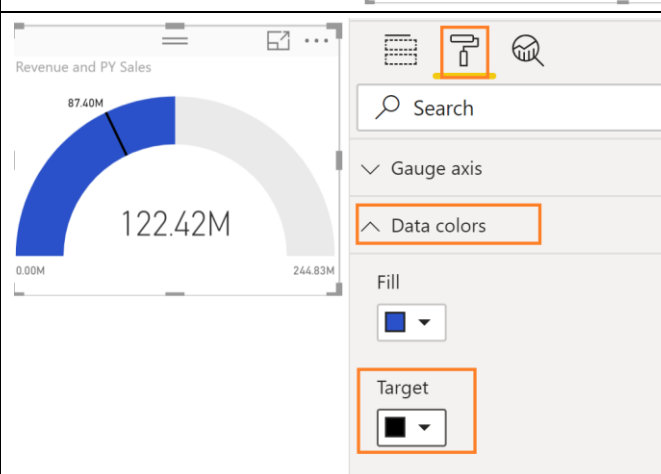 Revenue and PY Sales
87.40M
122.42M
0.00M
244.83M
Search
Gauge axis
Data colors
Fill
Target